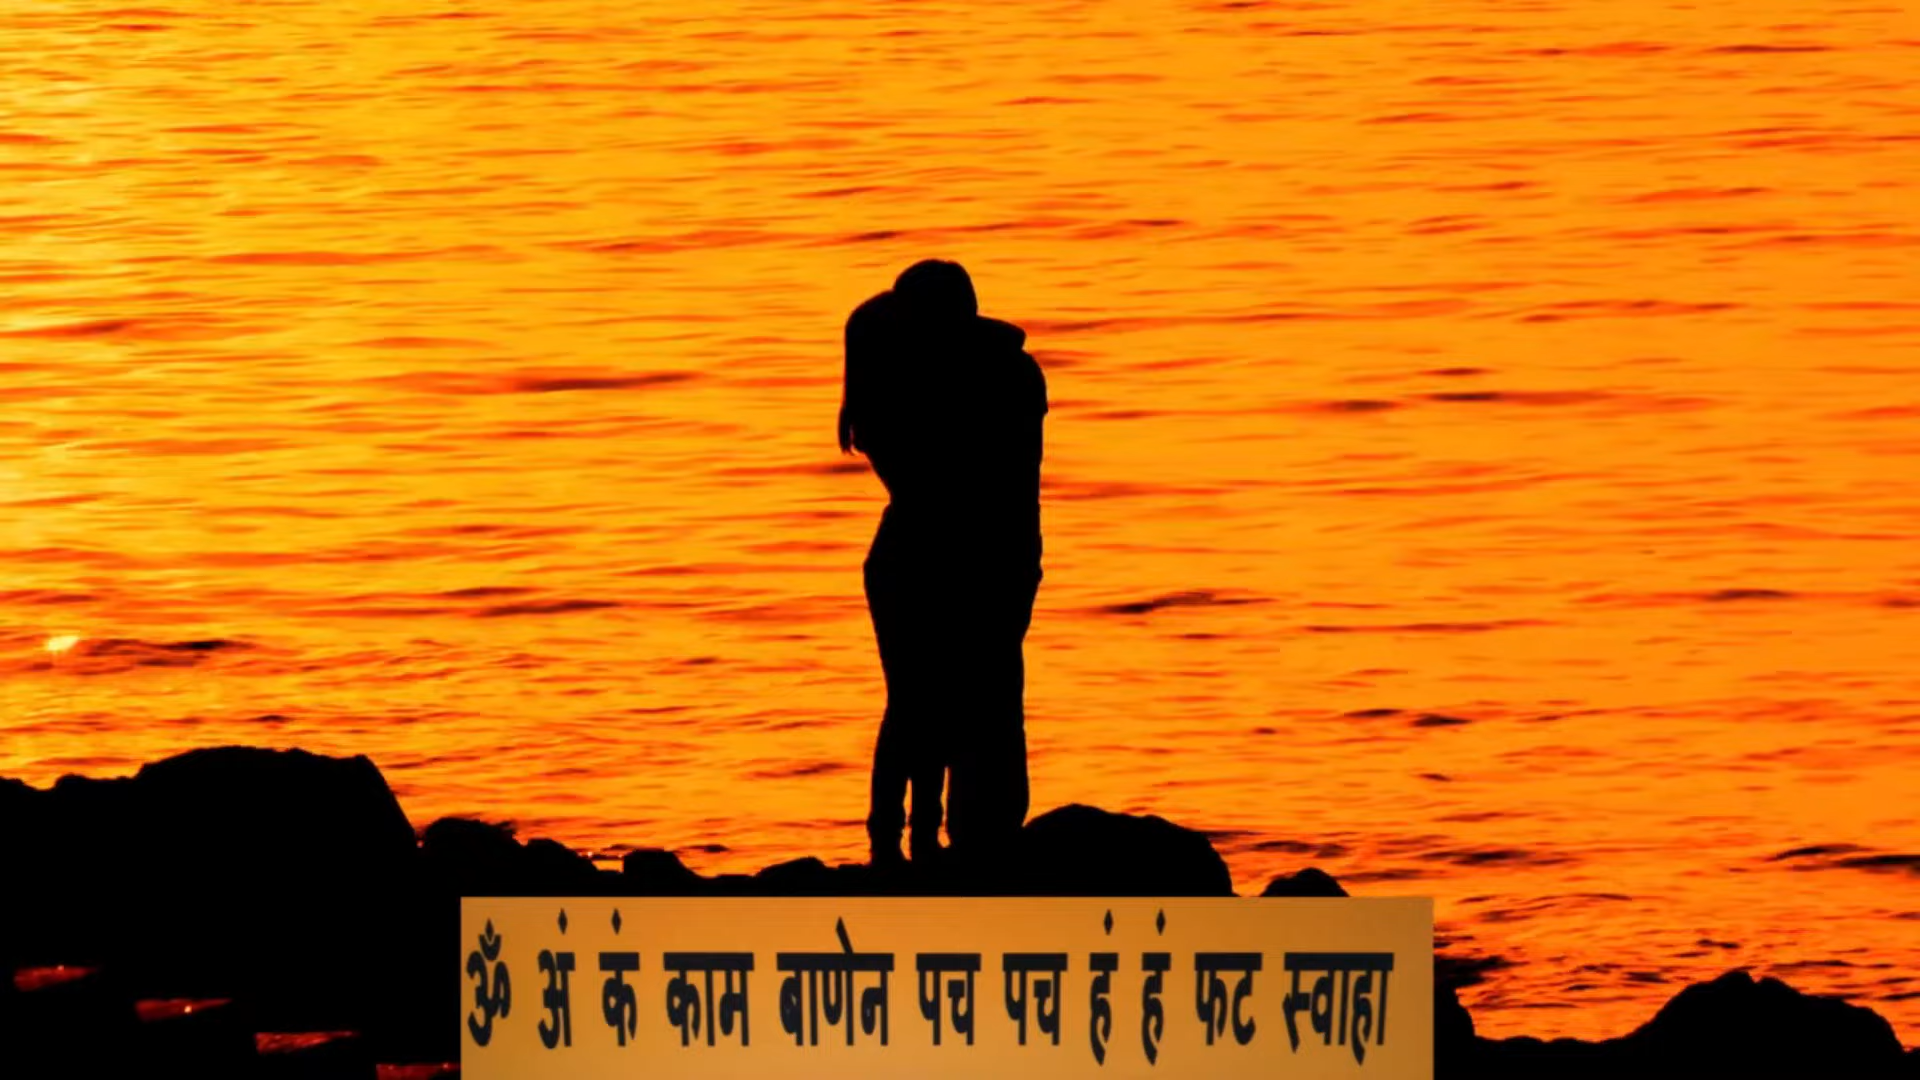 ॐ अं कं काम बाणेन पच पच हं हं फट स्वाहा